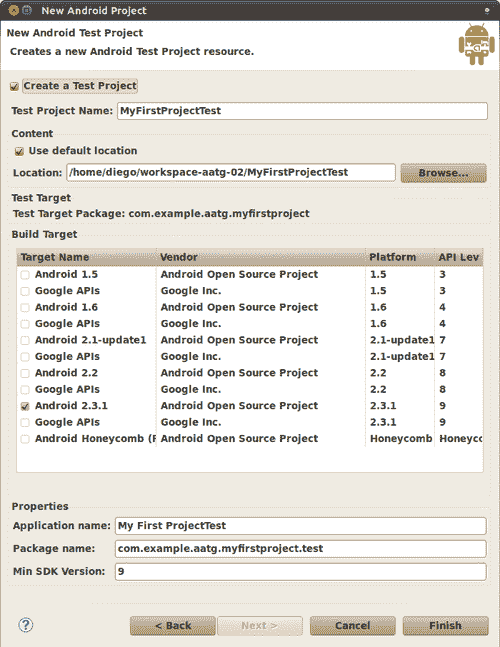 New Android Project
New Android Test Project
Creates a new Android Test Project resource.
Create a Test Project
Test Project Name: MyFirstProjectTest
Content
Use default location
Location: /home/diego/workspace-aatg-02/MyFirstProjectTest Browse...
Test Target
Test Target Package: com.example.aatg.myfirstproject
Build Target
Target Name Vendor Platform API Lev
Android 1.5 Android Open Source Project 1.5 3
Google APIs Google Inc. 1.5 3
Android 1.6 Android Open Source Project 1.6 4
Google APIs Google Inc. 1.6 4
Android 2.1-update1 Android Open Source Project 2.1-update1 7
Google APIs Google Inc. 2.1-update1 7
Android 2.2 Android Open Source Project 2.2 8
Google APIs Google Inc. 2.2 8
Android 2.3.1 Android Open Source Project 2.3.1 9
Google APIs Google Inc. 2.3.1 9
Android Honeycomb (F Android Open Source Project Honeycomb Honeyc
Properties
Application name: My First ProjectTest
Package name: com.example.aatg.myfirstproject.test
Min SDK Version: 9
? < Back Next > Cancel Finish